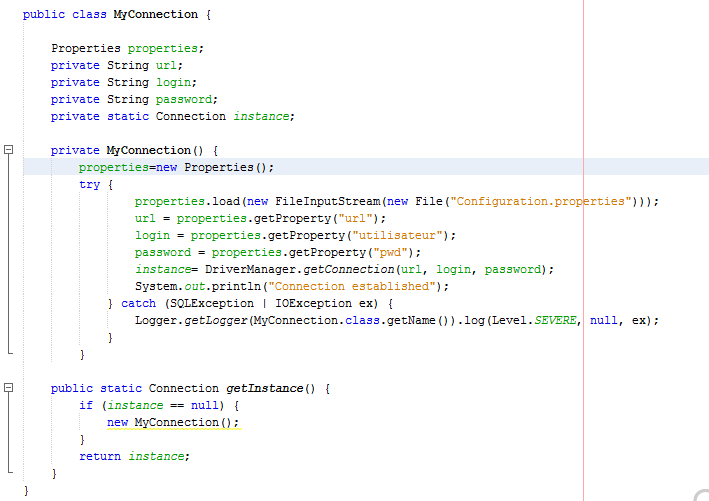 public class MyConnection {
Properties properties;
private String url;
private String login;
private String password;
private static Connection instance;
private MyConnection() {
properties=new Properties();
try {
properties.load(new FileInputStream(new File("Configuration.properties")));
url = properties.getProperty("url");
login = properties.getProperty("utilisateur");
password = properties.getProperty("pwd");
instance= DriverManager.getConnection(url, login, password);
System.out.println("Connection established");
} catch (SQLException | IOException ex) {
Logger.getLogger(MyConnection.class.getName()).log(Level.SEVERE, null, ex);
}
}
public static Connection getInstance() {
if (instance == null) {
new MyConnection();
}
return instance;
}
}